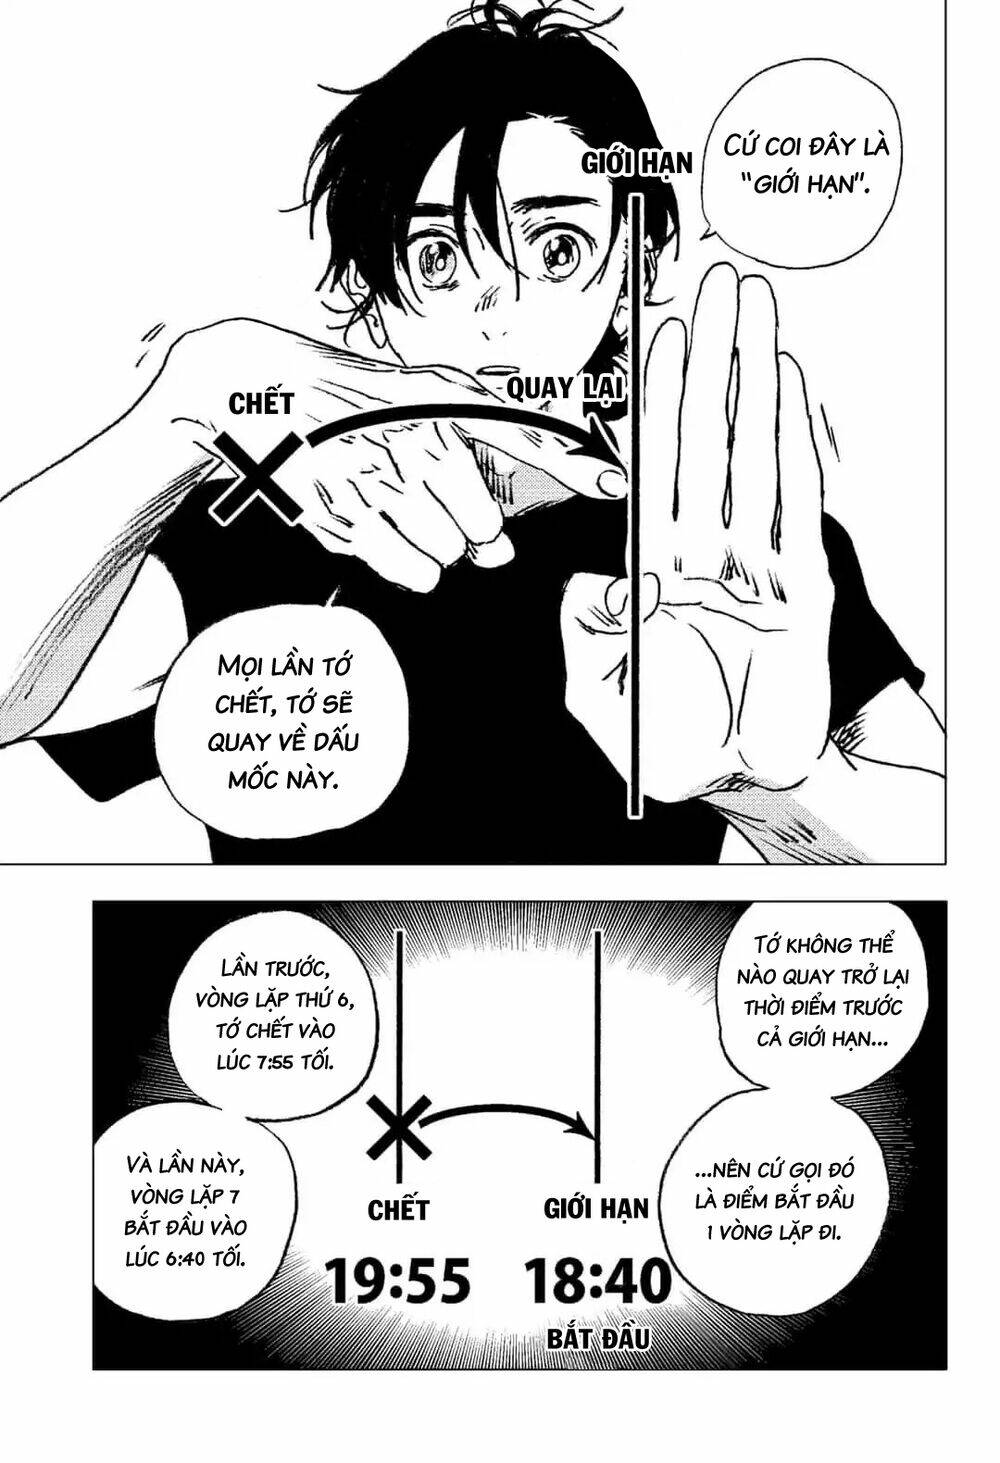 CỨ COI ĐÂY LÀ
"GIỚI HẠN".
GIỚI HẠN
QUAY LẠI
CHẾT
MỌI LẦN TỚ
CHẾT, TỚ SẼ
QUAY VỀ DẤU
MỐC NÀY.
TỚ KHÔNG THỂ
NÀO QUAY TRỞ LẠI
THỜI ĐIỂM TRƯỚC
CẢ GIỚI HẠN...
...NÊN CỨ GỌI ĐÓ
LÀ ĐIỂM BẮT ĐẦU
1 VÒNG LẶP ĐI.
LẦN TRƯỚC,
VÒNG LẶP THỨ 6,
TỚ CHẾT VÀO
LÚC 7:55 TỐI.
VÀ LẦN NÀY,
VÒNG LẶP 7
BẮT ĐẦU VÀO
LÚC 6:40 TỐI.
CHẾT
19:55
GIỚI HẠN
18:40
BẮT ĐẦU